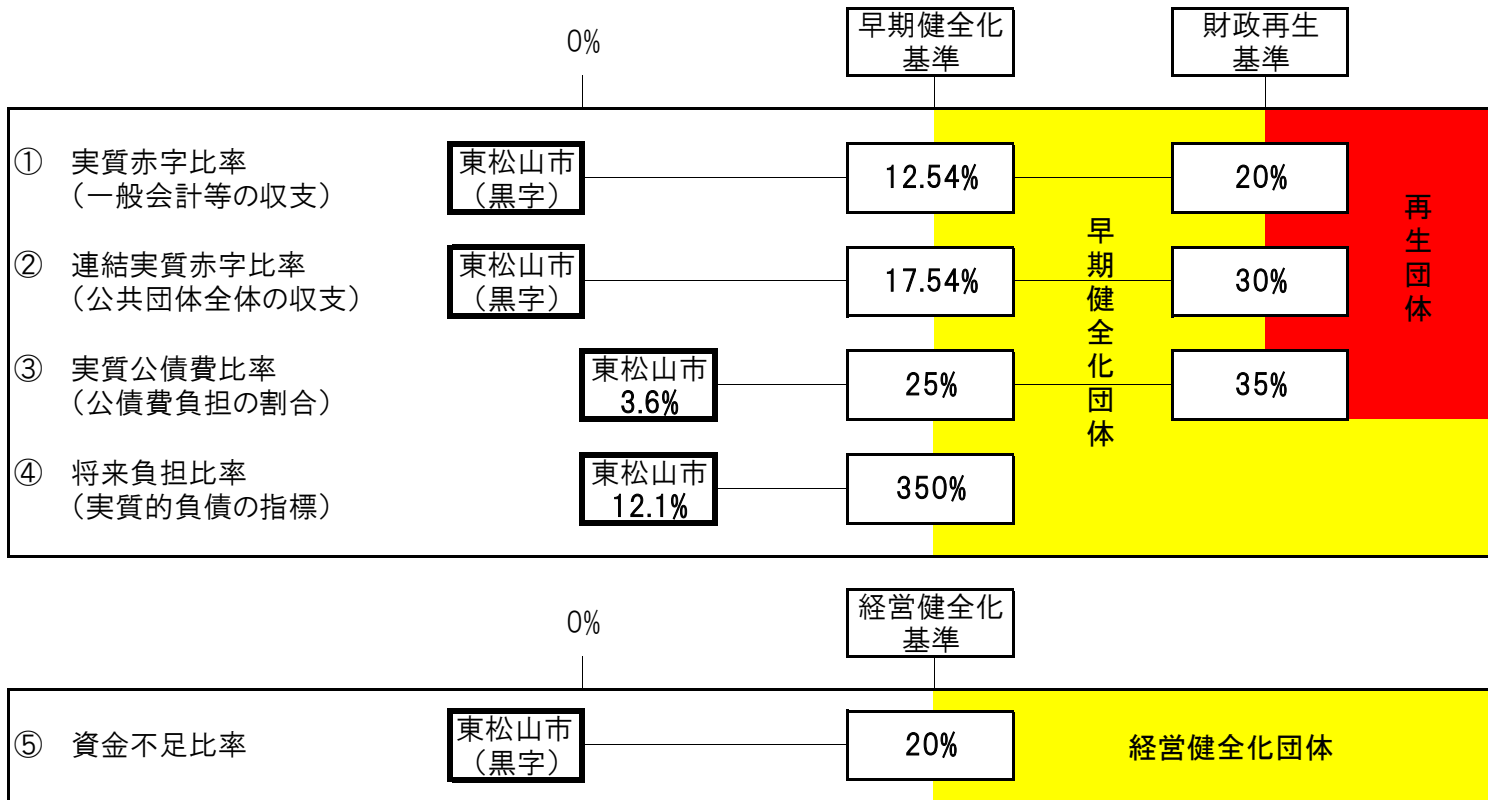 0%
早期健全化
基準
財政再生
基準
① 実質赤字比率
（一般会計等の収支）
東松山市
（黒字）
12.54%
20%
② 連結実質赤字比率
（公共団体全体の収支）
東松山市
（黒字）
17.54%
30%
③ 実質公債費比率
（公債費負担の割合）
東松山市
3.6%
25%
35%
④ 将来負担比率
（実質的負債の指標）
東松山市
12.1%
350%
早期健全化団体
再生団体
0%
経営健全化
基準
⑤ 資金不足比率
東松山市
（黒字）
20%
経営健全化団体